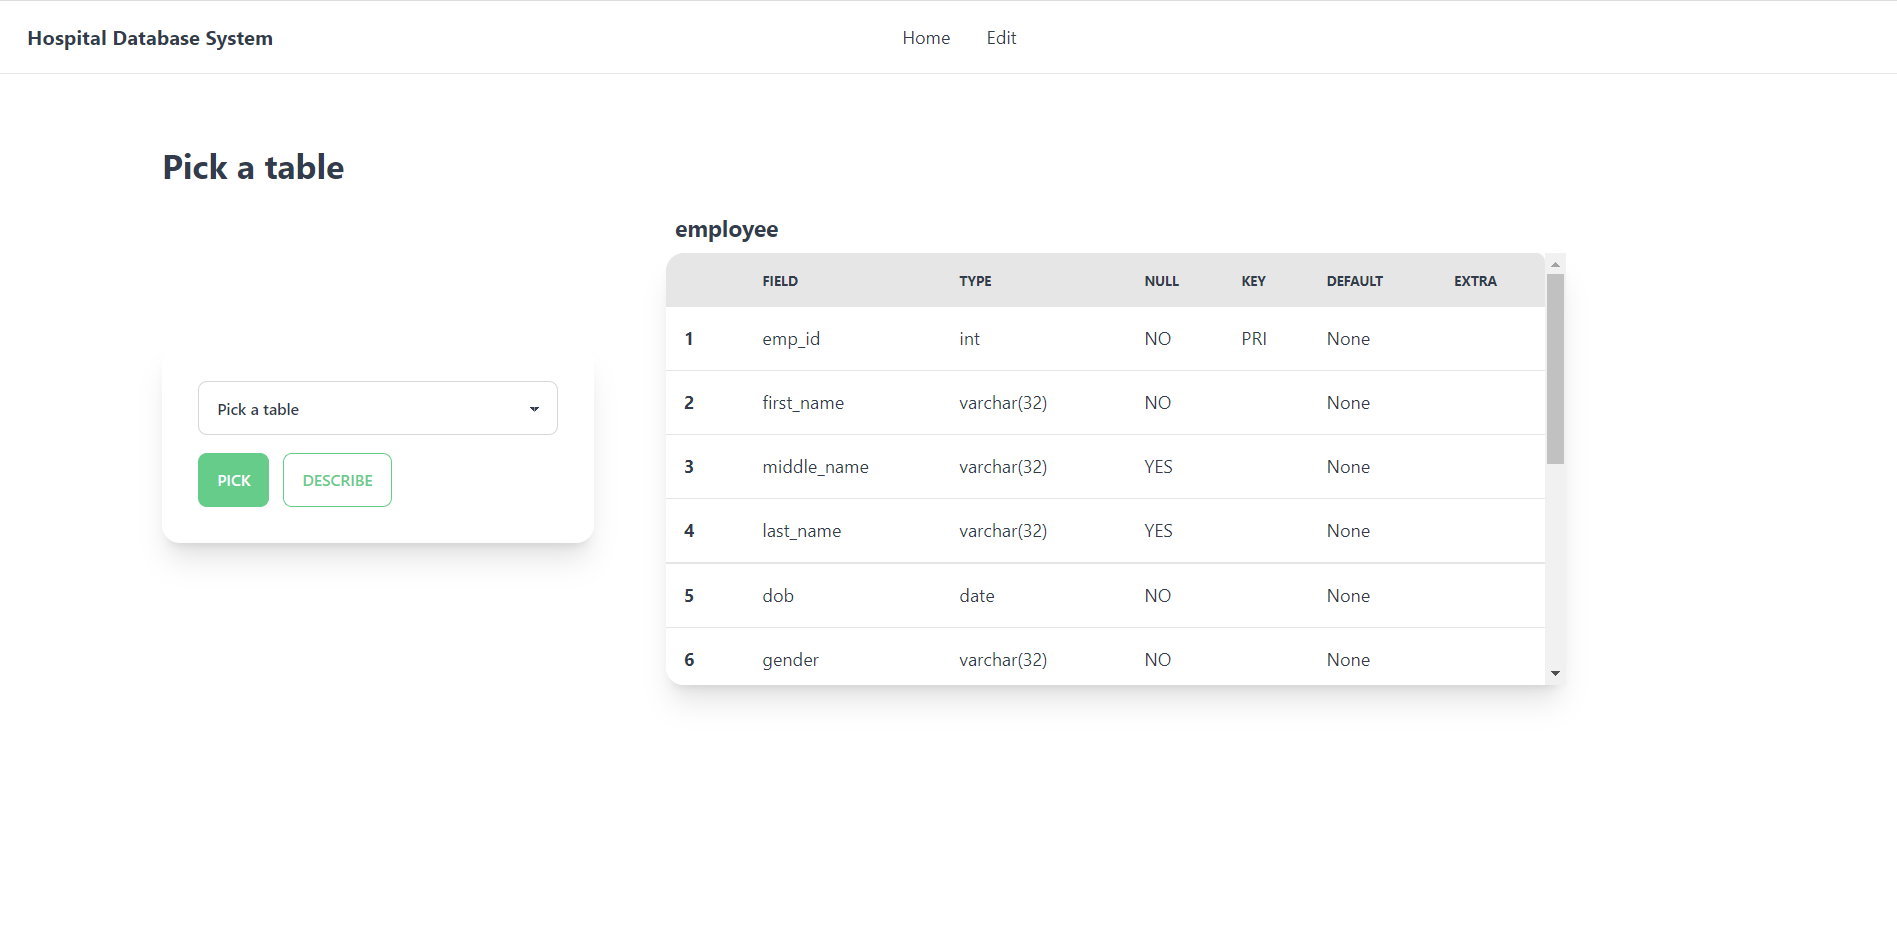 Hospital Database System Home Edit
Pick a table
Pick a table
PICK DESCRIBE
employee
FIELD TYPE NULL KEY DEFAULT EXTRA
1 emp_id int NO PRI None
2 first_name varchar(32) NO None
3 middle_name varchar(32) YES None
4 last_name varchar(32) YES None
5 dob date NO None
6 gender varchar(32) NO None